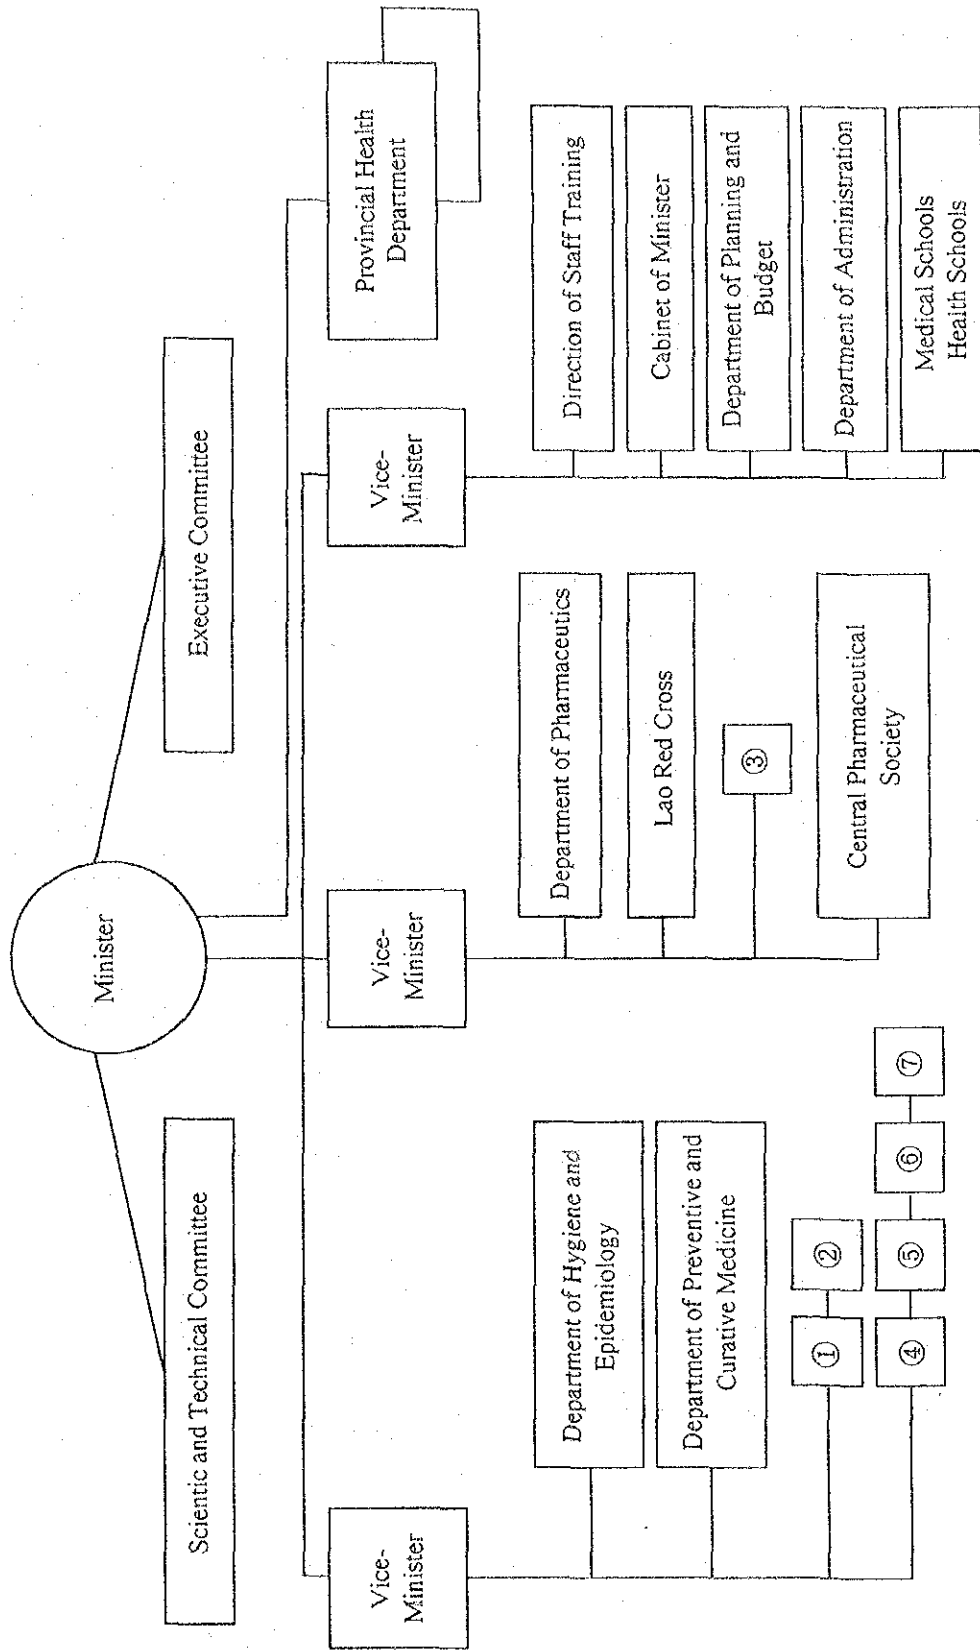 Minister
Scientic and Technical Committee
Executive Committee
Vice-
Minister
Vice-
Minister
Vice-
Minister
Provincial Health
Department
Department of Hygiene and
Epidemiology
Department of Preventive and
Curative Medicine
①
②
④
⑤
⑥
⑦
Department of Pharmaceutics
Lao Red Cross
③
Central Pharmaceutical
Society
Direction of Staff Training
Cabinet of Minister
Department of Planning and
Budget
Department of Administration
Medical Schools
Health Schools